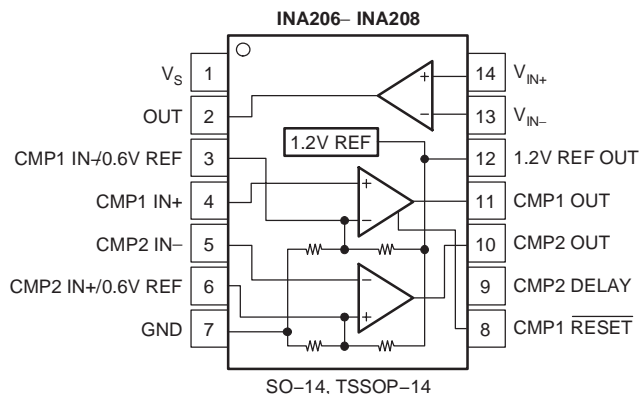 INA206– INA208
V_S 1
OUT 2
CMP1 IN–/0.6V REF 3
CMP1 IN+ 4
CMP2 IN– 5
CMP2 IN+/0.6V REF 6
GND 7
1.2V REF
14 V_IN+
13 V_IN–
12 1.2V REF OUT
11 CMP1 OUT
10 CMP2 OUT
9 CMP2 DELAY
8 CMP1 R̅E̅S̅E̅T̅
+
–
+
–
–
+
SO–14, TSSOP–14